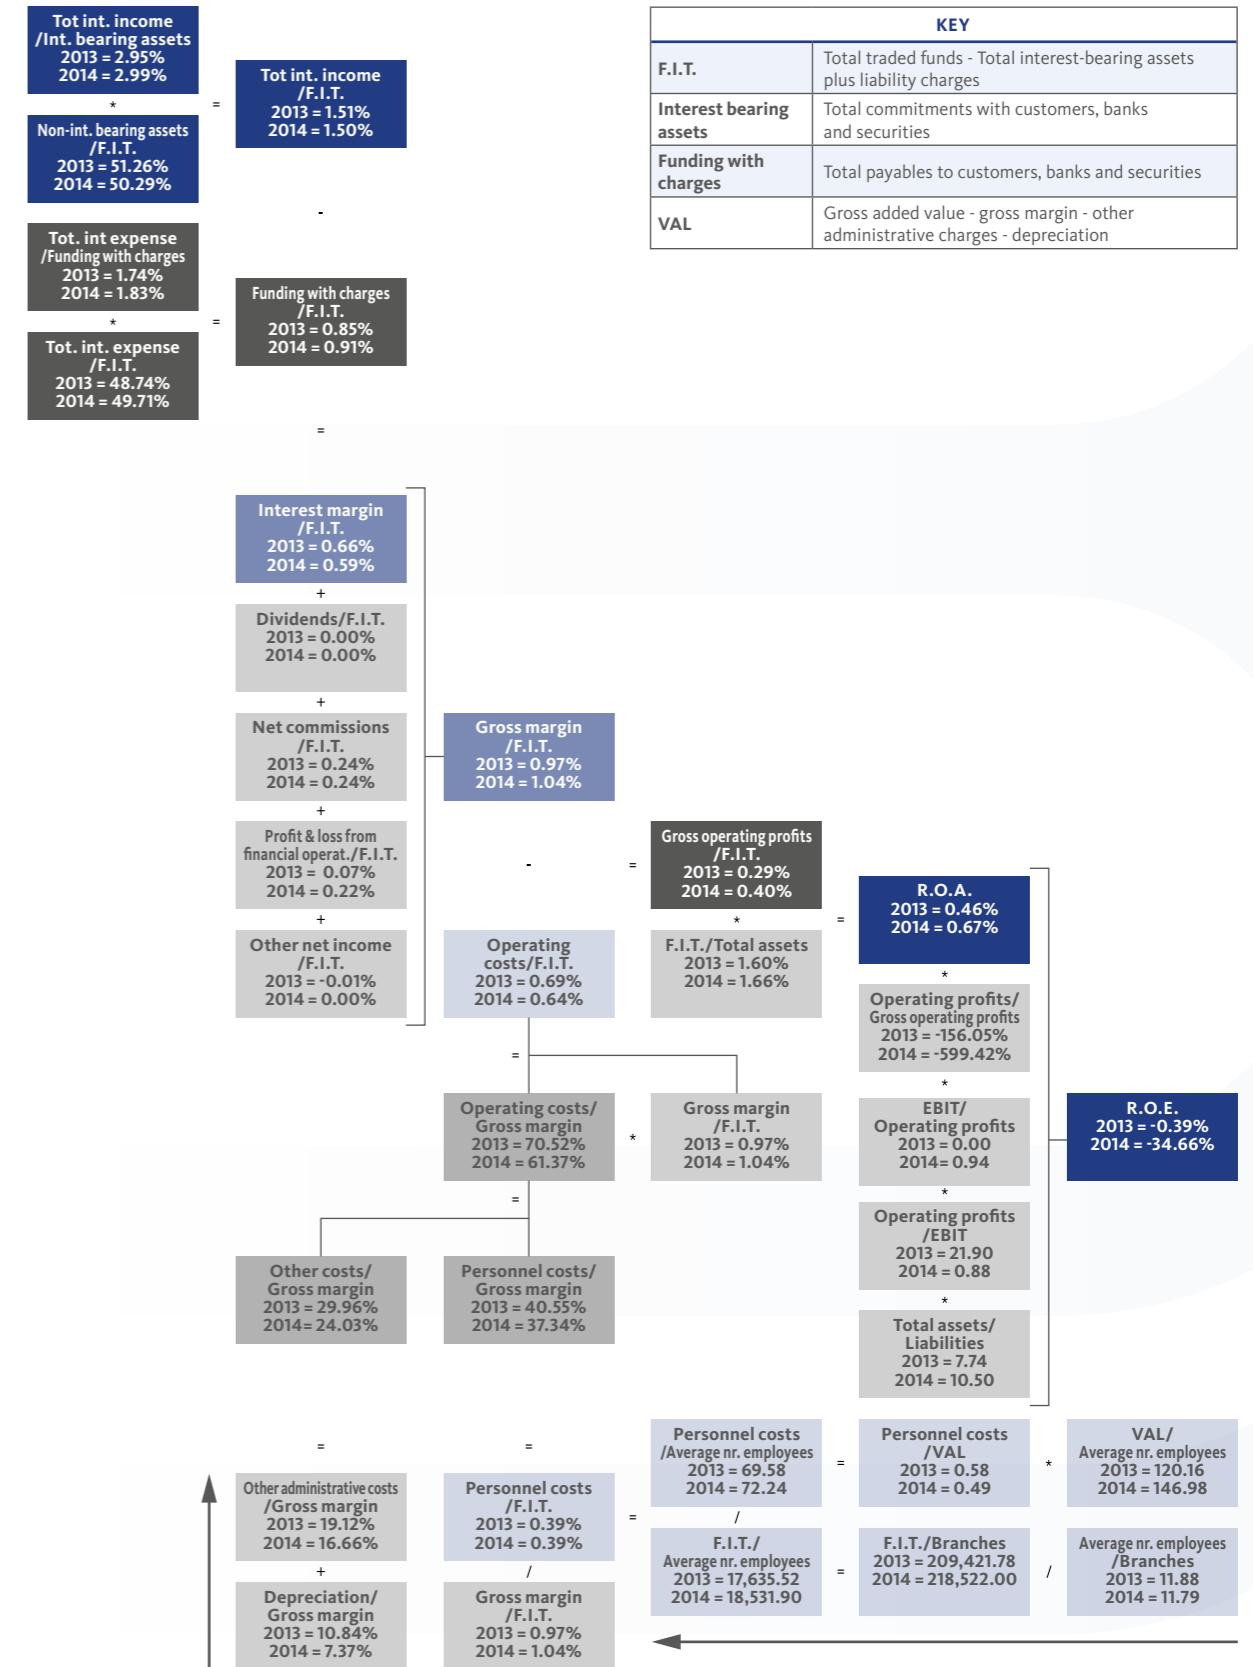 Tot int. income
/Int. bearing assets
2013 = 2.95%
2014 = 2.99%
*
Non-int. bearing assets
/F.I.T.
2013 = 51.26%
2014 = 50.29%
=
Tot int. income
/F.I.T.
2013 = 1.51%
2014 = 1.50%
-
Tot. int expense
/Funding with charges
2013 = 1.74%
2014 = 1.83%
*
Tot. int. expense
/F.I.T.
2013 = 48.74%
2014 = 49.71%
=
Funding with charges
/F.I.T.
2013 = 0.85%
2014 = 0.91%
=
KEY
F.I.T.
Total traded funds - Total interest-bearing assets
plus liability charges
Interest bearing
assets
Total commitments with customers, banks
and securities
Funding with
charges
Total payables to customers, banks and securities
VAL
Gross added value - gross margin - other
administrative charges - depreciation
Interest margin
/F.I.T.
2013 = 0.66%
2014 = 0.59%
+
Dividends/F.I.T.
2013 = 0.00%
2014 = 0.00%
+
Net commissions
/F.I.T.
2013 = 0.24%
2014 = 0.24%
+
Profit & loss from
financial operat./F.I.T.
2013 = 0.07%
2014 = 0.22%
+
Other net income
/F.I.T.
2013 = -0.01%
2014 = 0.00%
Gross margin
/F.I.T.
2013 = 0.97%
2014 = 1.04%
-
Operating
costs/F.I.T.
2013 = 0.69%
2014 = 0.64%
=
Gross operating profits
/F.I.T.
2013 = 0.29%
2014 = 0.40%
*
F.I.T./Total assets
2013 = 1.60%
2014 = 1.66%
=
R.O.A.
2013 = 0.46%
2014 = 0.67%
*
Operating profits/
Gross operating profits
2013 = -156.05%
2014 = -599.42%
*
EBIT/
Operating profits
2013 = 0.00
2014= 0.94
*
Operating profits
/EBIT
2013 = 21.90
2014 = 0.88
*
Total assets/
Liabilities
2013 = 7.74
2014 = 10.50
R.O.E.
2013 = -0.39%
2014 = -34.66%
=
Operating costs/
Gross margin
2013 = 70.52%
2014 = 61.37%
*
Gross margin
/F.I.T.
2013 = 0.97%
2014 = 1.04%
=
Other costs/
Gross margin
2013 = 29.96%
2014= 24.03%
Personnel costs/
Gross margin
2013 = 40.55%
2014 = 37.34%
=
Other administrative costs
/Gross margin
2013 = 19.12%
2014 = 16.66%
+
Depreciation/
Gross margin
2013 = 10.84%
2014 = 7.37%
=
Personnel costs
/F.I.T.
2013 = 0.39%
2014 = 0.39%
/
Gross margin
/F.I.T.
2013 = 0.97%
2014 = 1.04%
=
Personnel costs
/Average nr. employees
2013 = 69.58
2014 = 72.24
/
F.I.T./
Average nr. employees
2013 = 17,635.52
2014 = 18,531.90
=
Personnel costs
/VAL
2013 = 0.58
2014 = 0.49
*
VAL/
Average nr. employees
2013 = 120.16
2014 = 146.98
=
F.I.T./Branches
2013 = 209,421.78
2014 = 218,522.00
/
Average nr. employees
/Branches
2013 = 11.88
2014 = 11.79